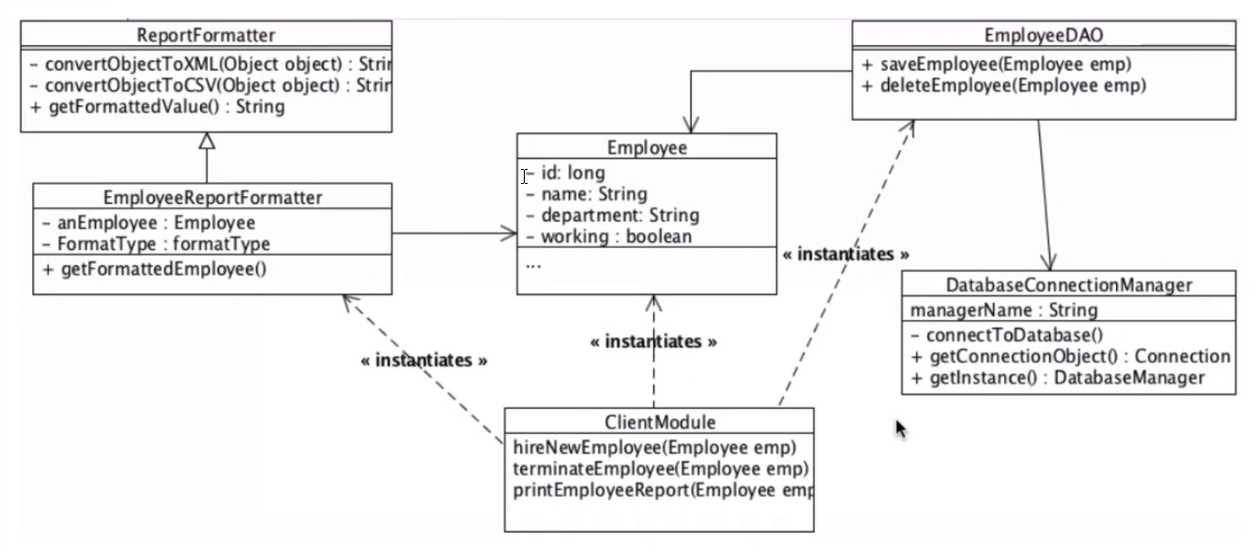 ReportFormatter
- convertObjectToXML(Object object) : Strin
- convertObjectToCSV(Object object) : Strin
+ getFormattedValue() : String
EmployeeDAO
+ saveEmployee(Employee emp)
+ deleteEmployee(Employee emp)
Employee
- id: long
- name: String
- department: String
- working : boolean
...
EmployeeReportFormatter
- anEmployee : Employee
- FormatType : formatType
+ getFormattedEmployee()
« instantiates »
DatabaseConnectionManager
managerName : String
- connectToDatabase()
+ getConnectionObject() : Connection
+ getInstance() : DatabaseManager
« instantiates »
« instantiates »
ClientModule
hireNewEmployee(Employee emp)
terminateEmployee(Employee emp)
printEmployeeReport(Employee emp